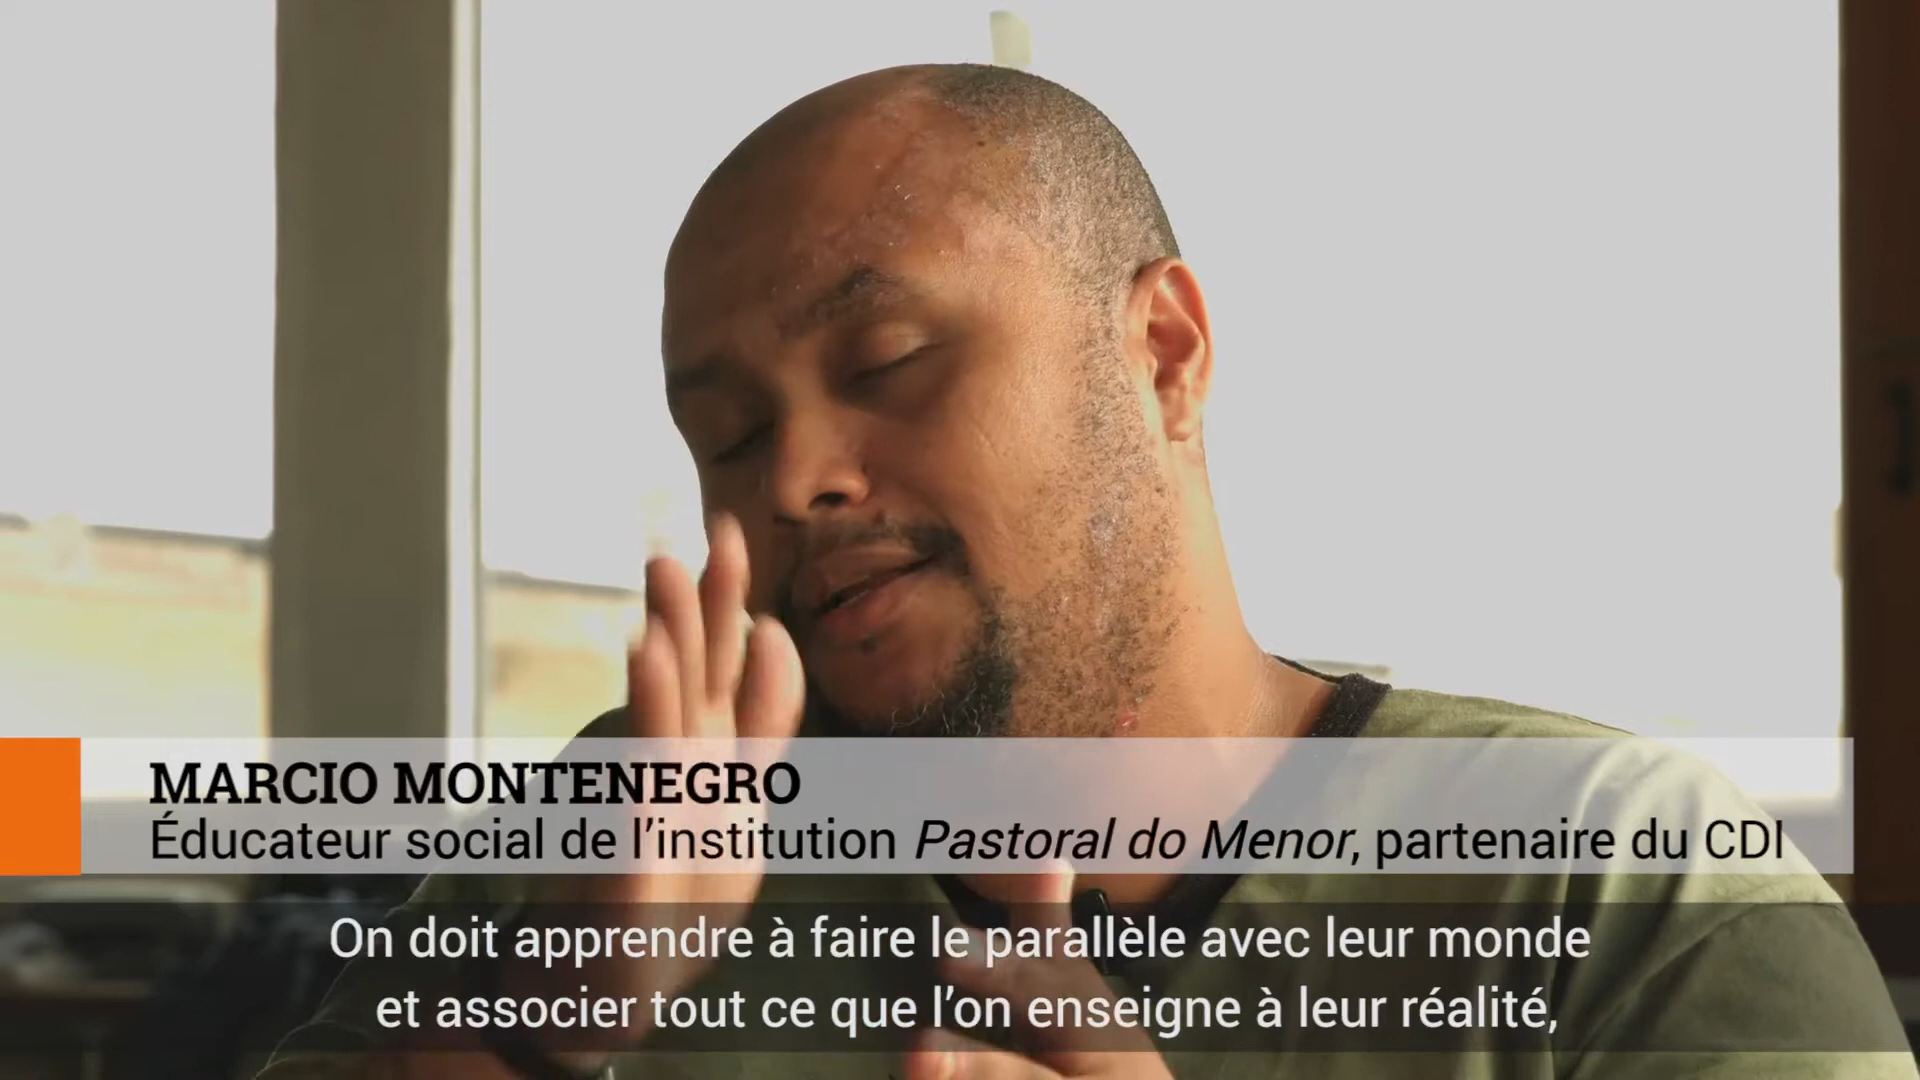 MARCIO MONTENEGRO
Éducateur social de l’institution Pastoral do Menor, partenaire du CDI
On doit apprendre à faire le parallèle avec leur monde
et associer tout ce que l’on enseigne à leur réalité,